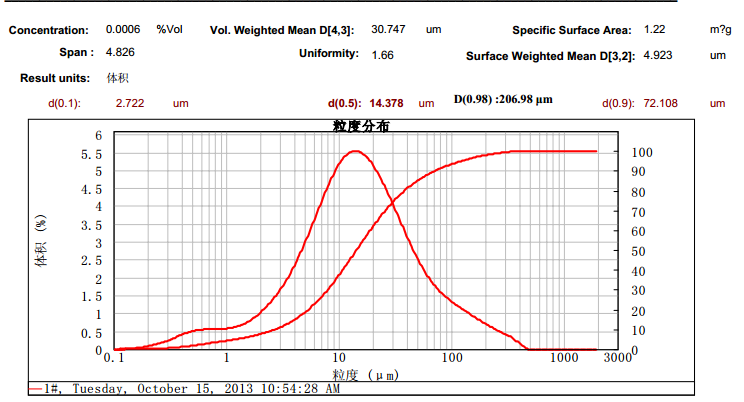 Concentration: 0.0006 %Vol Vol. Weighted Mean D[4,3]: 30.747 um Specific Surface Area: 1.22 m?g
Span : 4.826 Uniformity: 1.66 Surface Weighted Mean D[3,2]: 4.923 um
Result units: 体积
d(0.1): 2.722 um d(0.5): 14.378 um D(0.98) :206.98 μm d(0.9): 72.108 um
粒度分布
6
5.5 100
5 90
4.5 80
4 70
3.5 60
3 50
2.5 40
2 30
1.5 20
1 10
0.5 0
0
体积 (%)
0.1 1 10 100 1000 3000
粒度 (μm)
1#, Tuesday, October 15, 2013 10:54:28 AM